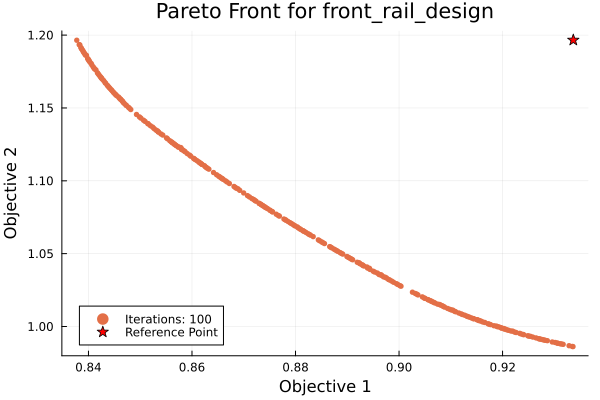 Pareto Front for front_rail_design
Objective 2
1.20
1.15
1.10
1.05
1.00
Iterations: 100
Reference Point
0.84 0.86 0.88 0.90 0.92
Objective 1